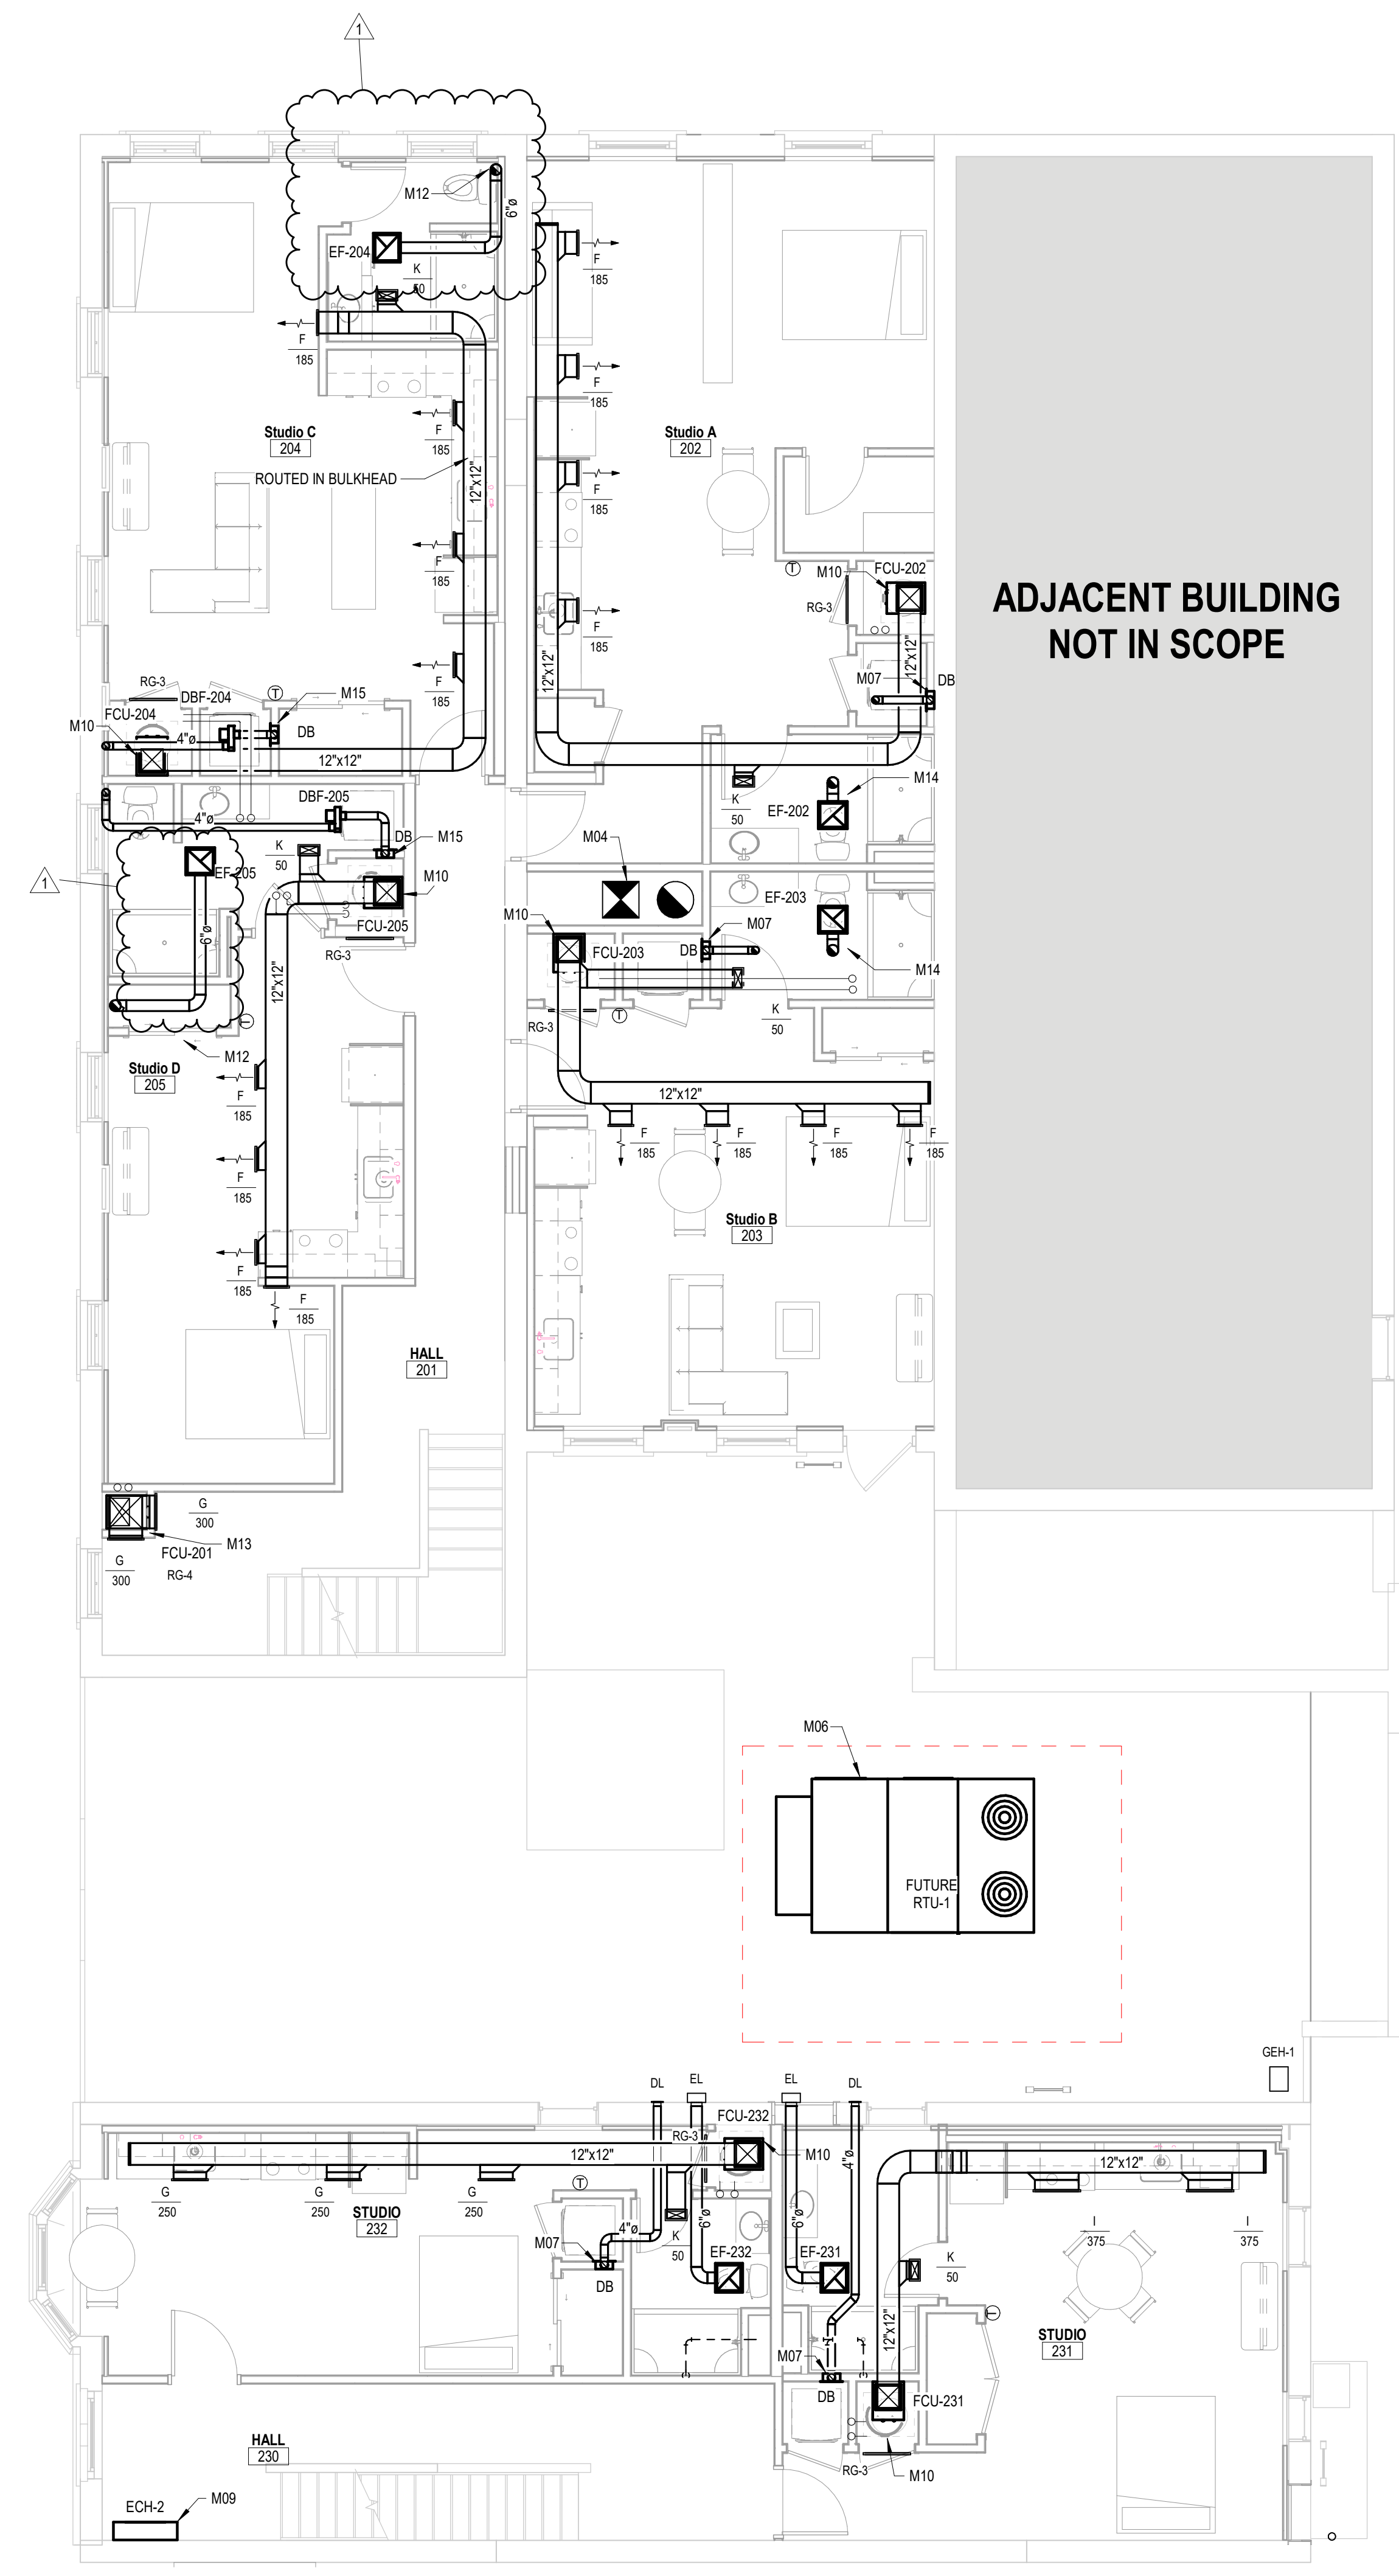 1
M12
6"ø
EF-204
K
50
F
185
F
185
F
185
F
185
Studio C
204
Studio A
202
F
185
ROUTED IN BULKHEAD
12"x12"
F
185
F
185
M10
FCU-202
RG-3
F
185
12"x12"
12"x12"
M07
DB
F
185
RG-3
T
T
DBF-204
M15
FCU-204
M10
4"ø
DB
12"x12"
M14
DBF-205
K
50
EF-202
4"ø
DB
M15
M04
K
50
1
EF-205
M10
EF-203
FCU-205
M10
M07
6"ø
DB
FCU-203
RG-3
12"x12"
M14
K
50
T
T
RG-3
M12
Studio D
205
12"x12"
F
185
F
185
F
185
F
185
F
185
F
185
Studio B
203
F
185
F
185
HALL
201
G
300
M13
FCU-201
RG-4
G
300
ADJACENT BUILDING
NOT IN SCOPE
M06
FUTURE
RTU-1
GEH-1
DL
EL
EL
DL
FCU-232
RG-3
12"x12"
M10
4"ø
12"x12"
T
G
250
G
250
G
250
STUDIO
232
6"ø
6"ø
4"ø
K
50
M07
DB
EF-232
EF-231
I
375
I
375
K
50
T
12"x12"
STUDIO
231
M07
DB
FCU-231
HALL
230
RG-3
M10
ECH-2
M09